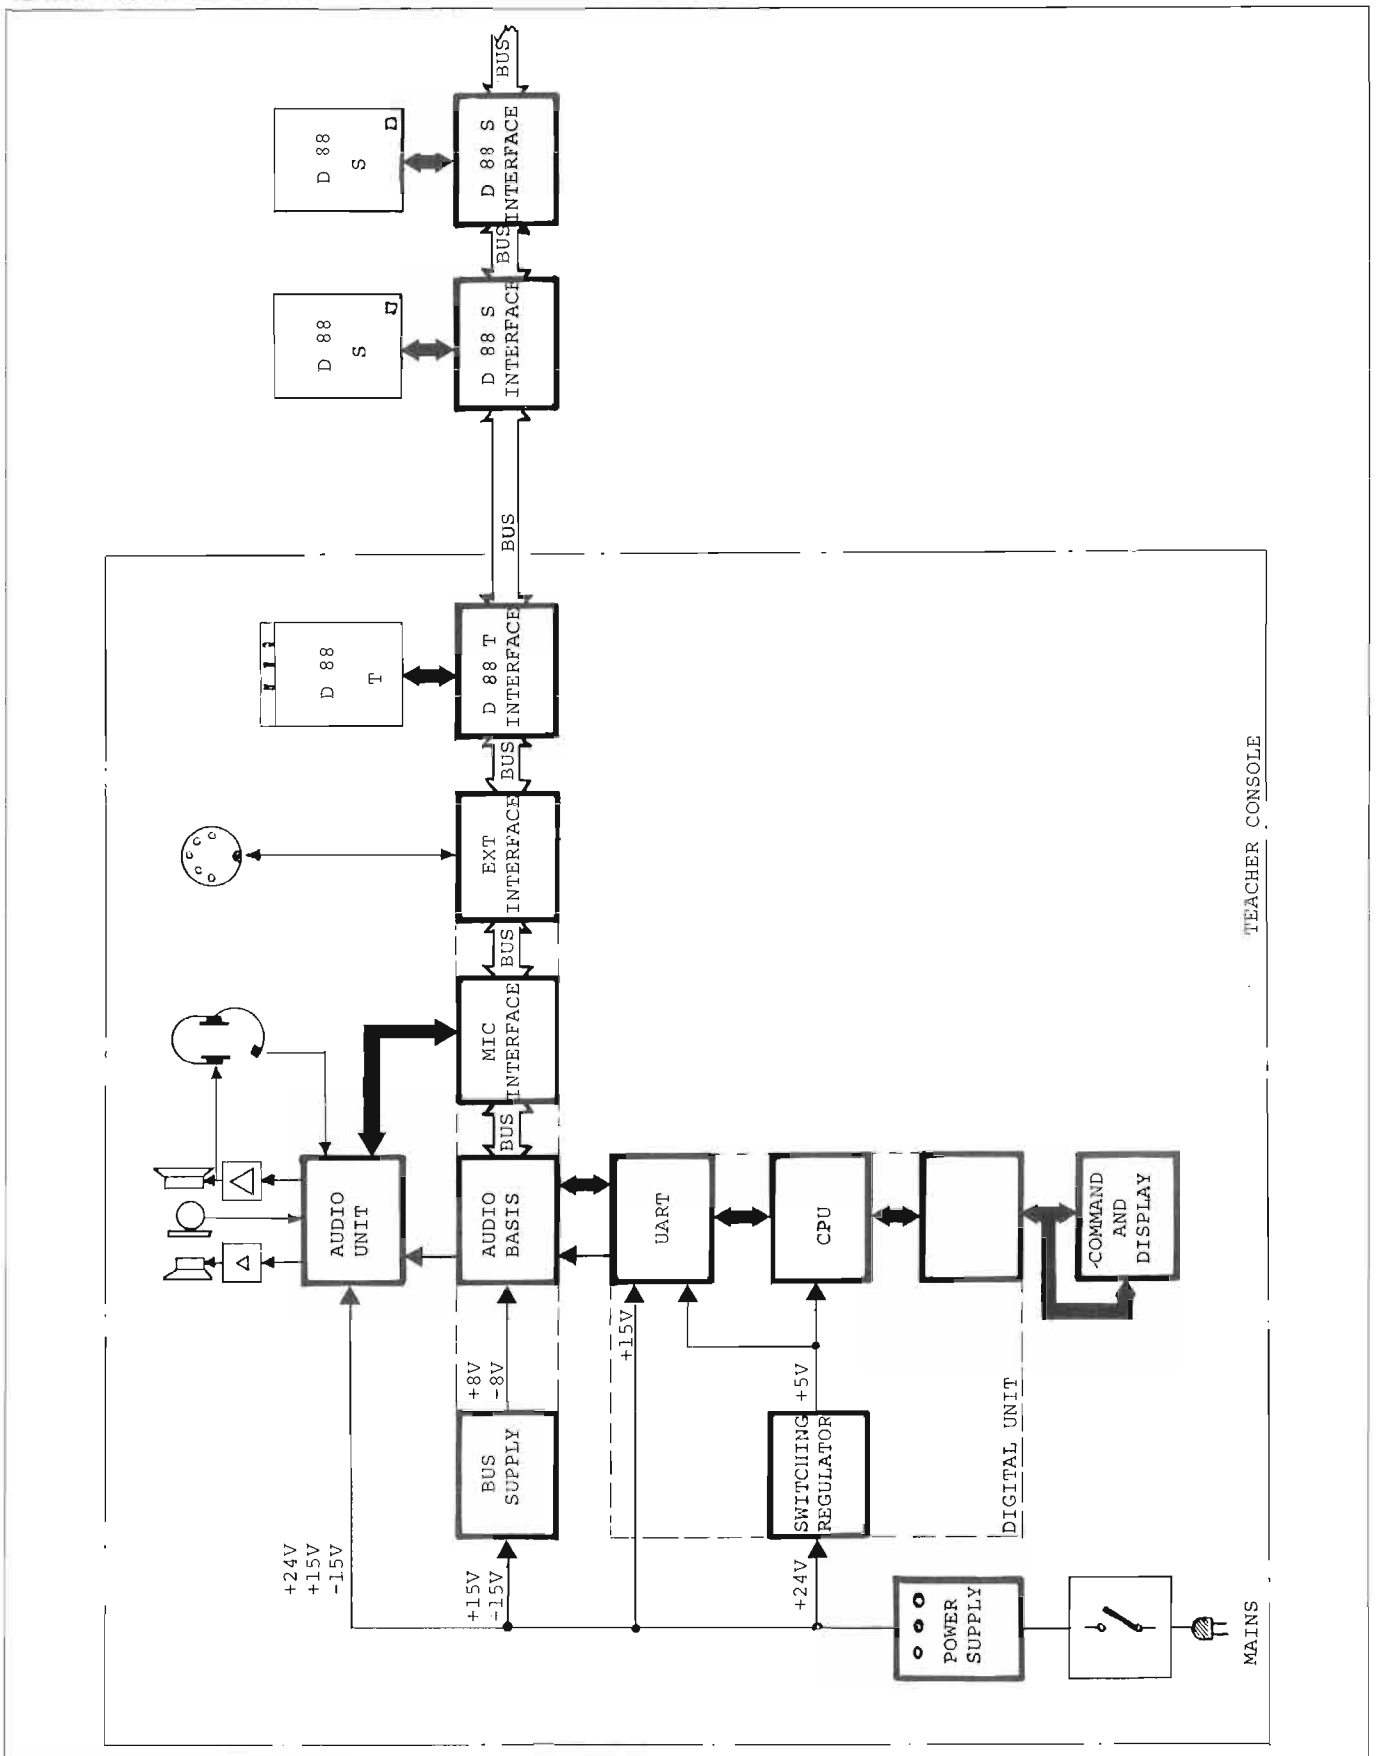 MAINS
POWER
SUPPLY
+24V
+15V
-15V
+15V
-15V
+24V
+15V
BUS
SUPPLY
+8V
-8V
SWITCHING
REGULATOR
+5V
DIGITAL UNIT
AUDIO
UNIT
AUDIO
BASIS
UART
CPU
COMMAND
AND
DISPLAY
BUS
MIC
INTERFACE
BUS
EXT
INTERFACE
BUS
D 88
T
D 88 T
INTERFACE
TEACHER CONSOLE
BUS
D 88
S
D 88 S
INTERFACE
BUS
D 88
S
D 88 S
INTERFACE
BUS